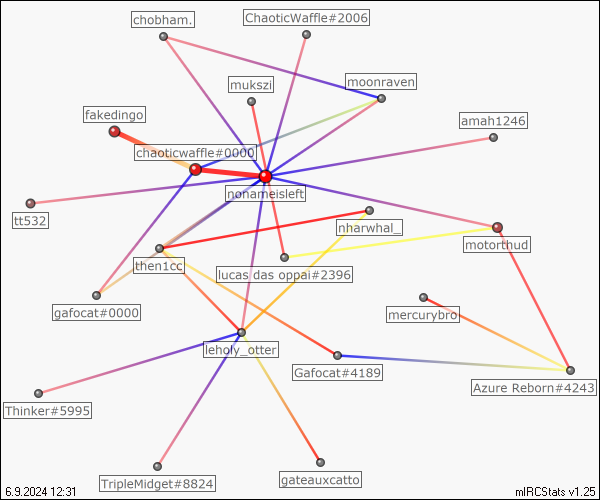 chobham.
ChaoticWaffle#2006
mukszi
moonraven
fakedingo
amah1246
chaoticwaffle#0000
nonameisleft
tt532
nharwhal_
motorthud
then1cc
lucas das oppai#2396
gafocat#0000
mercurybro
leholy_otter
Gafocat#4189
Azure Reborn#4243
Thinker#5995
TripleMidget#8824
gateauxcatto
6.9.2024 12:31
mIRCStats v1.25